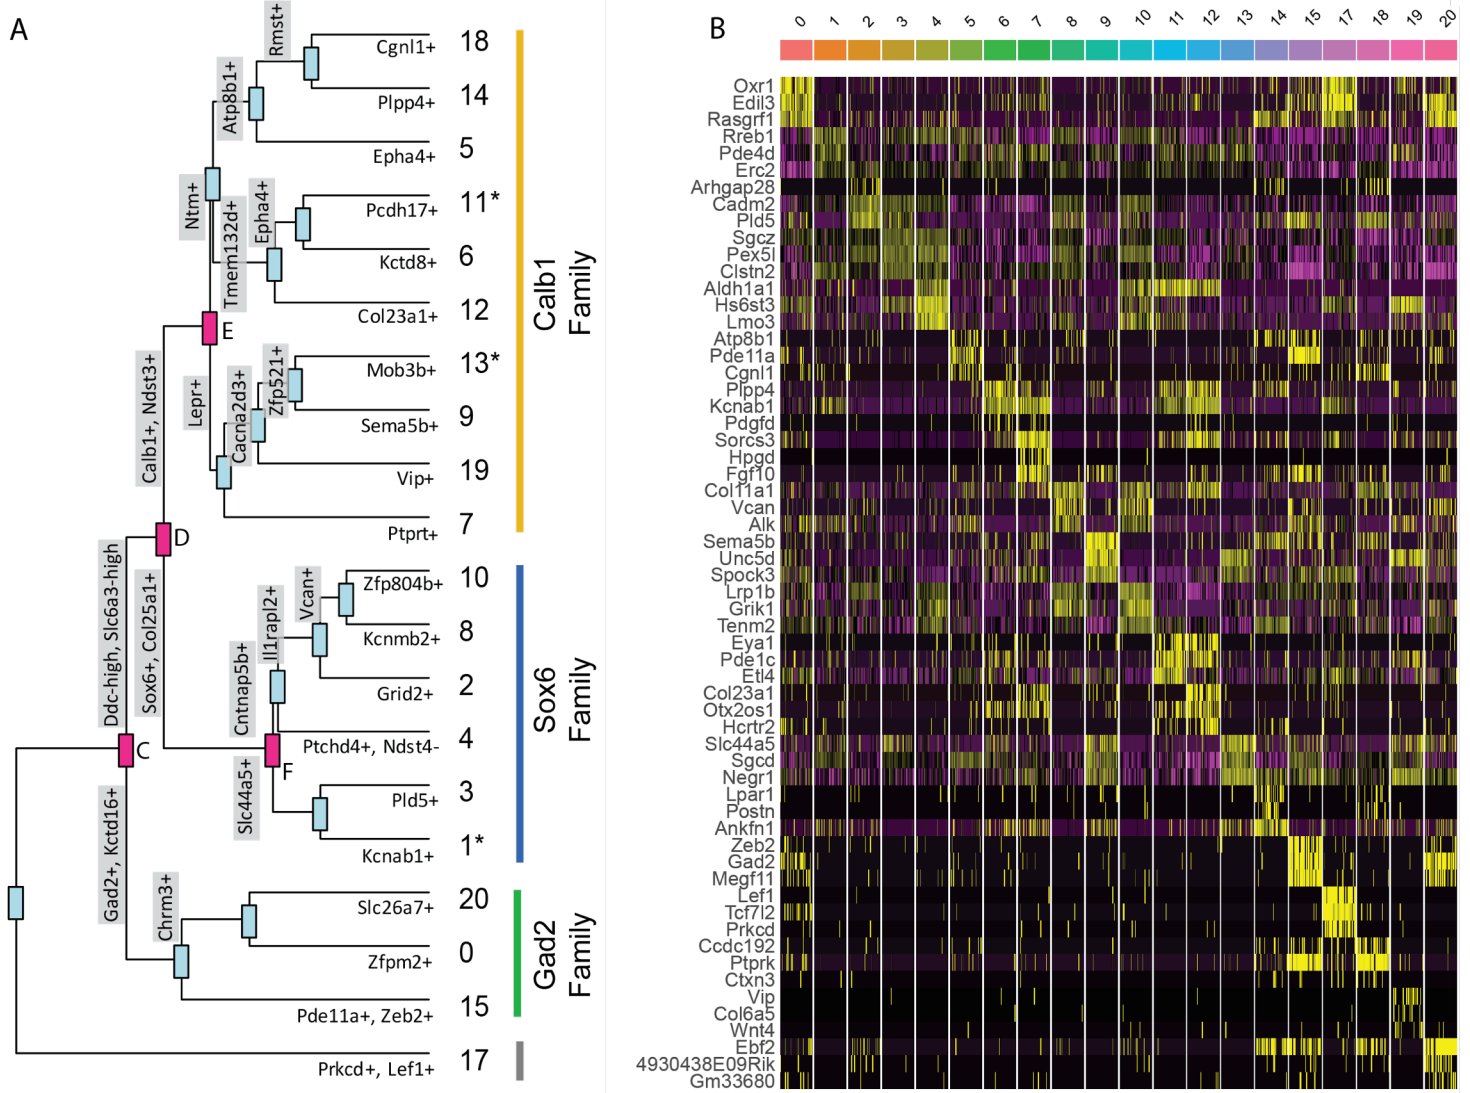 A
Rmst+
Cgnl1+ 18
Atp8b1+
Plpp4+ 14
Epha4+ 5
Ntm+
Tmem132d+
Epha4+
Pcdh17+ 11*
Kctd8+ 6
Col23a1+ 12
E
Calb1+, Ndst3+
Lepr+
Cacna2d3+
Zfp521+
Mob3b+ 13*
Sema5b+ 9
Vip+ 19
Ptprt+ 7
Calb1
Family
D
Ddc-high, Slc6a3-high
Sox6+, Col25a1+
Cntnap5b+
Il1rapl2+
Vcan+
Zfp804b+ 10
Kcnmb2+ 8
Grid2+ 2
Ptchd4+, Ndst4- 4
C
F
Slc44a5+
Pld5+ 3
Kcnab1+ 1*
Sox6
Family
Gad2+, Kctd16+
Chrm3+
Slc26a7+ 20
Zfpm2+ 0
Pde11a+, Zeb2+ 15
Gad2
Family
Prkcd+, Lef1+ 17
B
0 1 2 3 4 5 6 7 8 9 10 11 12 13 14 15 17 18 19 20
Oxr1
Edil3
Rasgrf1
Rreb1
Pde4d
Erc2
Arhgap28
Cadm2
Pld5
Sgcz
Pex5l
Clstn2
Aldh1a1
Hs6st3
Lmo3
Atp8b1
Pde11a
Cgnl1
Plpp4
Kcnab1
Pdgfd
Sorcs3
Hpgd
Fgf10
Col11a1
Vcan
Alk
Sema5b
Unc5d
Spock3
Lrp1b
Grik1
Tenm2
Eya1
Pde1c
Etl4
Col23a1
Otx2os1
Hcrtr2
Slc44a5
Sgcd
Negr1
Lpar1
Postn
Ankfn1
Zeb2
Gad2
Megf11
Lef1
Tcf7l2
Prkcd
Ccdc192
Ptprk
Ctxn3
Vip
Col6a5
Wnt4
Ebf2
4930438E09Rik
Gm33680